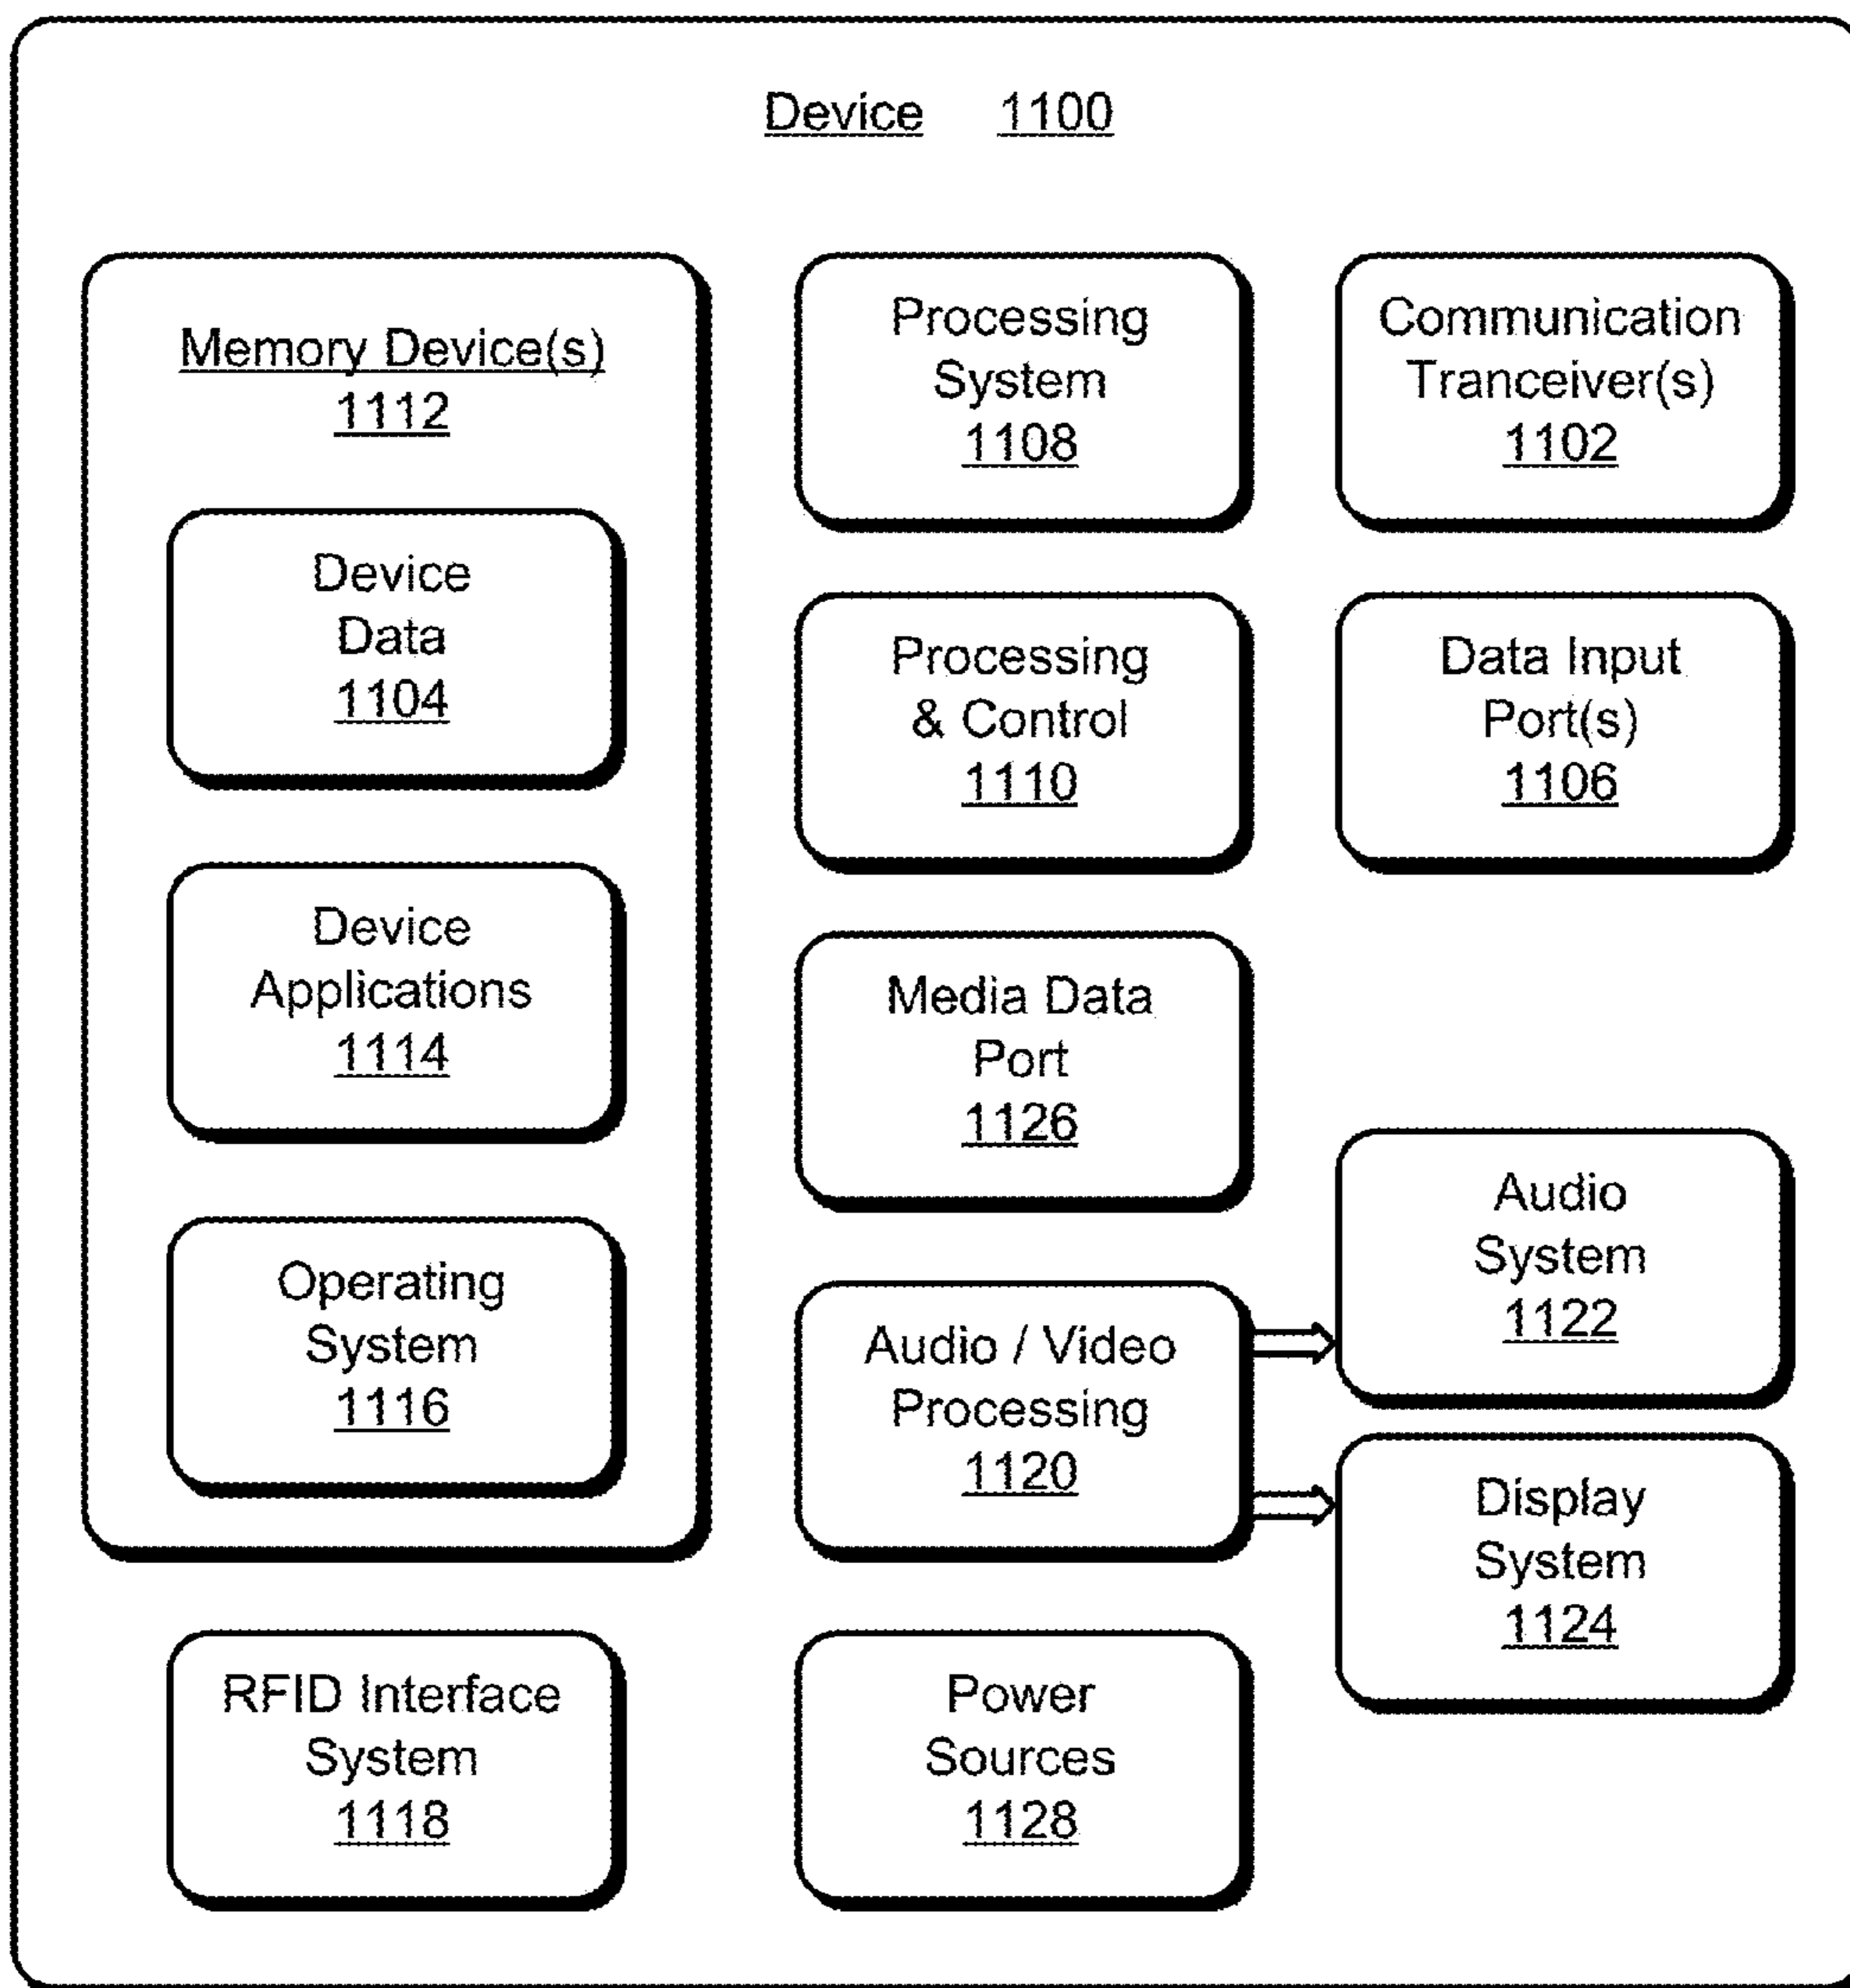 Device 1100
Memory Device(s)
1112
Device
Data
1104
Device
Applications
1114
Operating
System
1116
RFID Interface
System
1118
Processing
System
1108
Processing
& Control
1110
Media Data
Port
1126
Audio / Video
Processing
1120
Power
Sources
1128
Communication
Tranceiver(s)
1102
Data Input
Port(s)
1106
Audio
System
1122
Display
System
1124